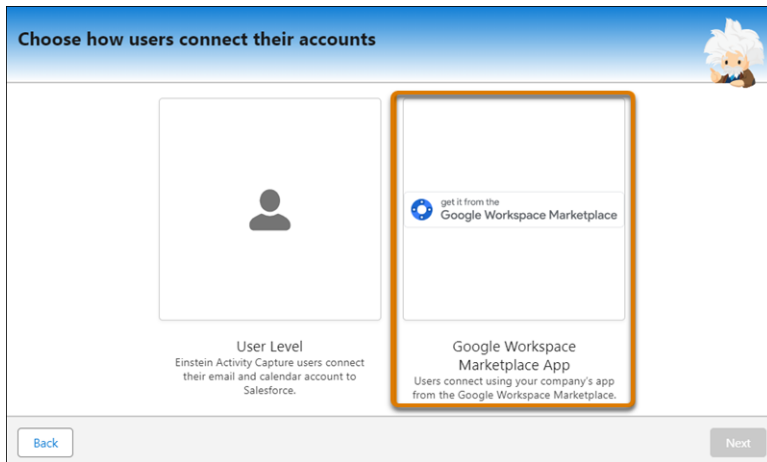 Choose how users connect their accounts
get it from the
Google Workspace Marketplace
User Level
Einstein Activity Capture users connect
their email and calendar account to
Salesforce.
Google Workspace
Marketplace App
Users connect using your company's app
from the Google Workspace Marketplace.
Back
Next